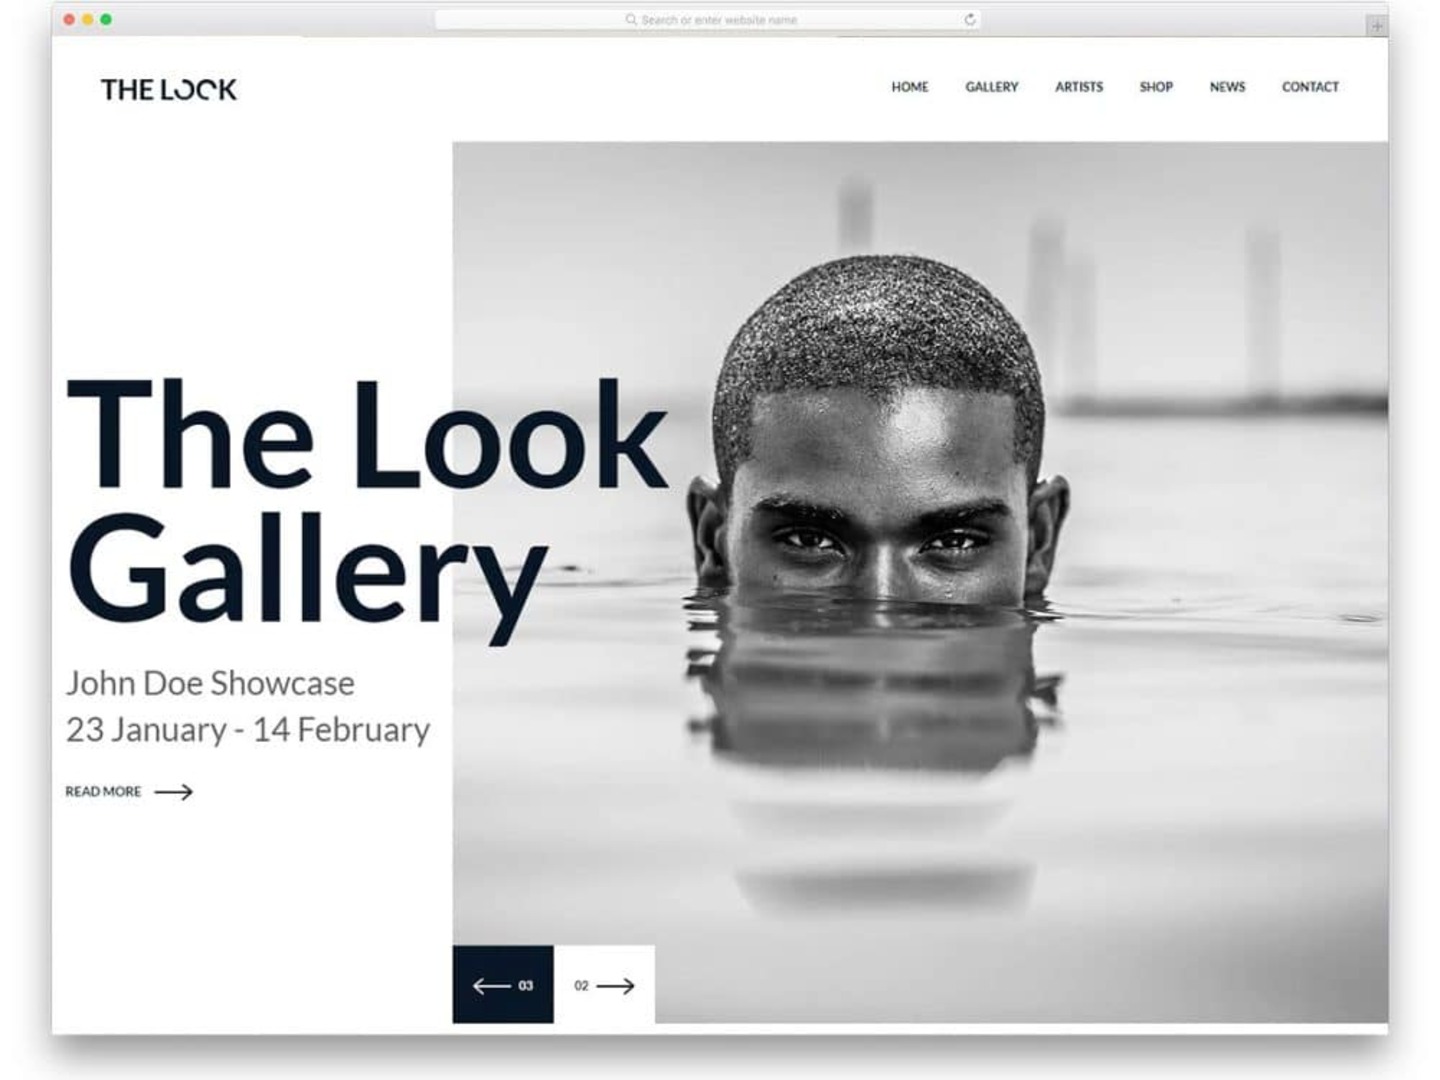 Search or enter website name
THE LOOK
HOME GALLERY ARTISTS SHOP NEWS CONTACT
The Look
Gallery
John Doe Showcase
23 January - 14 February
READ MORE
03 02